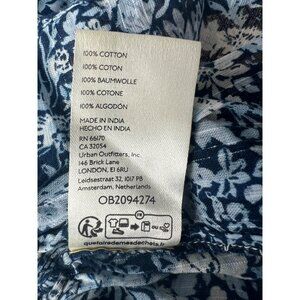 100% COTTON
100% COTON
100% BAUMWOLLE
100% COTONE
100% ALGODÓN
MADE IN INDIA
HECHO EN INDIA
RN 66170
CA 32054
Urban Outfitters, Inc.
146 Brick Lane
LONDON, E1 6RU
Leidsestraat 32, 1017 PB
Amsterdam, Netherlands
OB2094274
FR
ou
quefairedemesdechets.fr